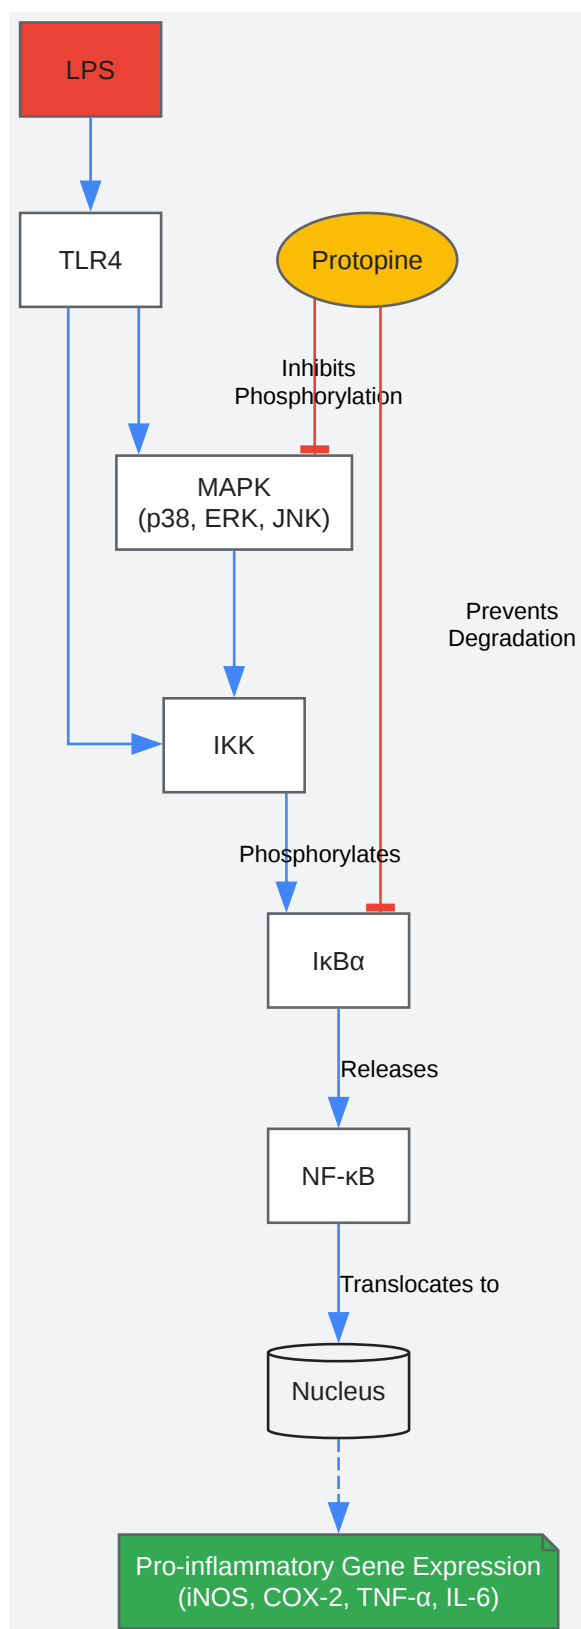 LPS
TLR4
Protopine
Inhibits
Phosphorylation
MAPK
(p38, ERK, JNK)
Prevents
Degradation
IKK
Phosphorylates
IκBα
Releases
NF-κB
Translocates to
Nucleus
Pro-inflammatory Gene Expression
(iNOS, COX-2, TNF-α, IL-6)